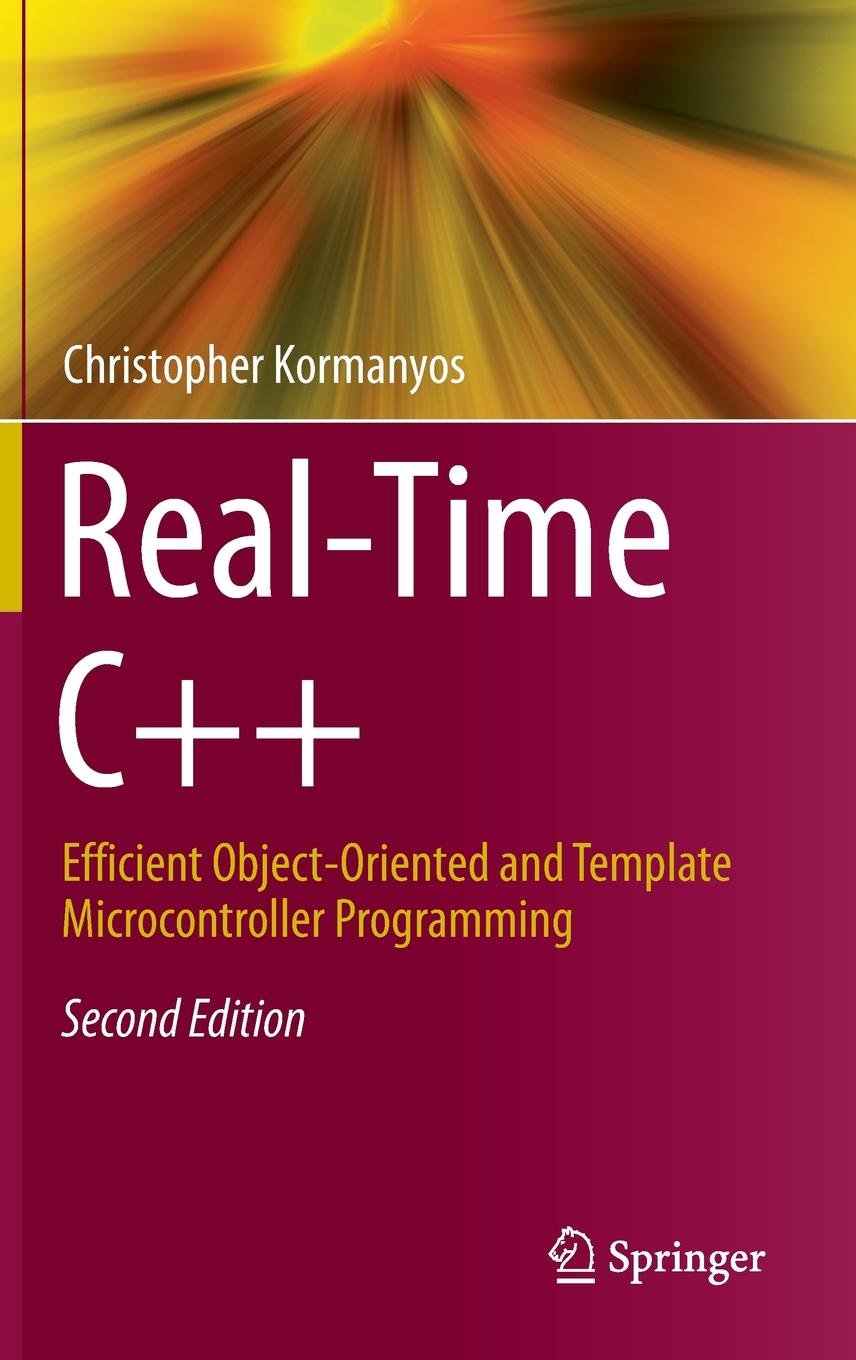 Christopher Kormanyos
Real-Time
C++
Efficient Object-Oriented and Template
Microcontroller Programming
Second Edition
Springer